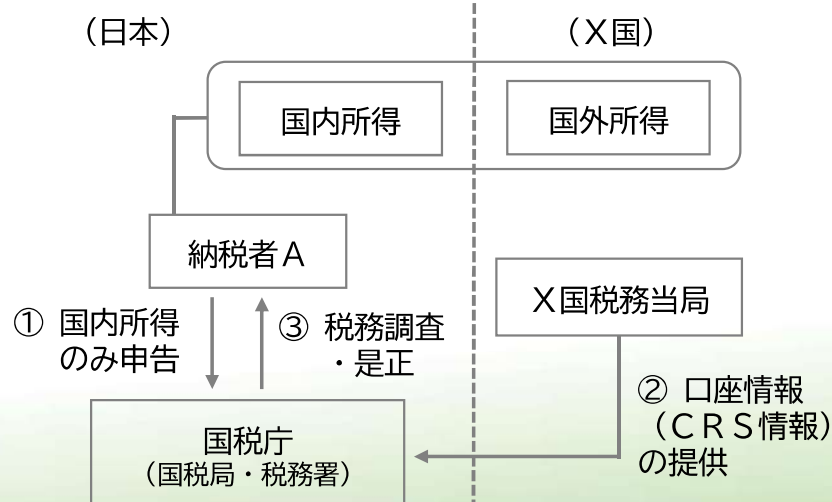 （日本）
（Ｘ国）
国内所得
国外所得
納税者Ａ
Ｘ国税務当局
① 国内所得
のみ申告
③ 税務調査
・是正
② 口座情報
（ＣＲＳ情報）
の提供
国税庁
（国税局・税務署）